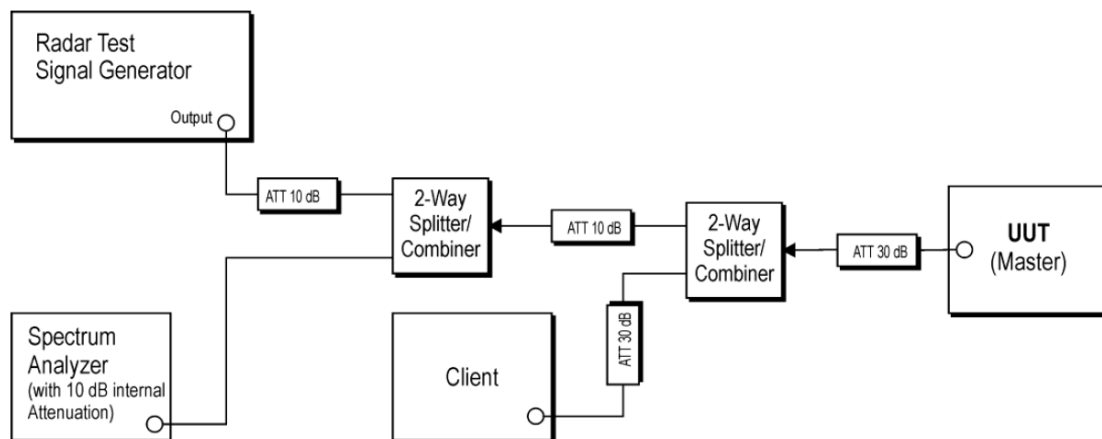 Radar Test
Signal Generator
Output
ATT 10 dB
2-Way
Splitter/
Combiner
ATT 10 dB
2-Way
Splitter/
Combiner
ATT 30 dB
UUT
(Master)
Spectrum
Analyzer
(with 10 dB internal
Attenuation)
Client
ATT 30 dB